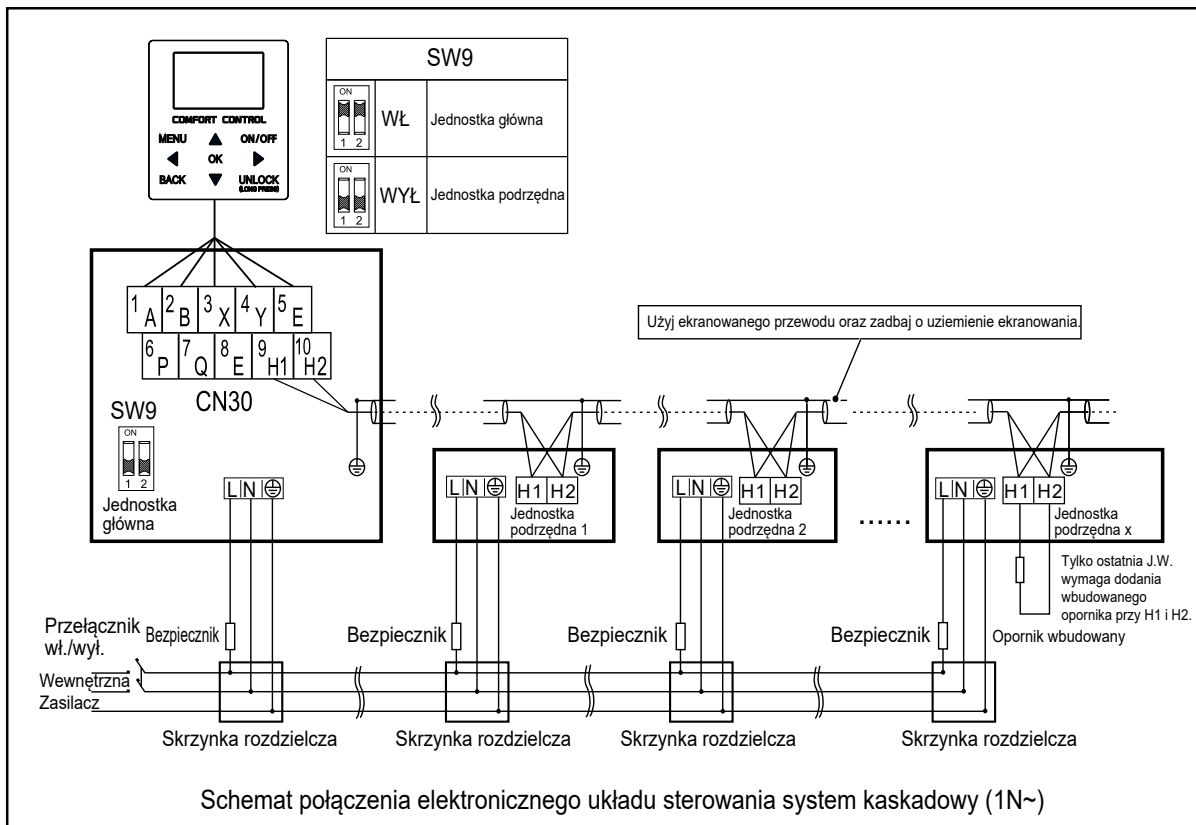 SW9
ON
1 2
WŁ
Jednostka główna
ON
1 2
WYŁ
Jednostka podrzędna
COMFORT CONTROL
MENU ▲ ON/OFF
◀ OK ▶
BACK ▼ UNLOCK
(LONG PRESS)
1 A 2 B 3 X 4 Y 5 E
6 P 7 Q 8 E 9 H1 10 H2
CN30
Użyj ekranowanego przewodu oraz zadbaj o uziemienie ekranowania.
SW9
ON
1 2
Jednostka
główna
L N
L N
H1 H2
Jednostka
podrzędna 1
L N
H1 H2
Jednostka
podrzędna 2
......
L N
H1 H2
Jednostka
podrzędna x
Tylko ostatnia J.W.
wymaga dodania
wbudowanego
opornika przy H1 i H2.
Opornik wbudowany
Przełącznik
wł./wył.
Bezpiecznik
Bezpiecznik
Bezpiecznik
Bezpiecznik
Wewnętrzna
Zasilacz
Skrzynka rozdzielcza
Skrzynka rozdzielcza
Skrzynka rozdzielcza
Skrzynka rozdzielcza
Schemat połączenia elektronicznego układu sterowania system kaskadowy (1N~)